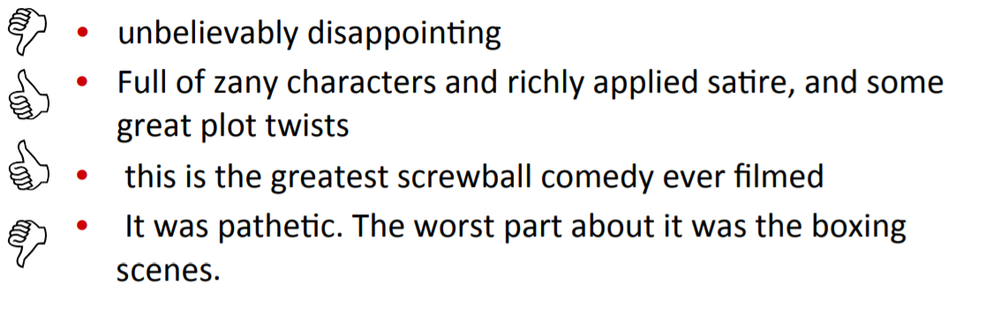 • unbelievably disappointing
• Full of zany characters and richly applied satire, and some
great plot twists
• this is the greatest screwball comedy ever filmed
• It was pathetic. The worst part about it was the boxing
scenes.